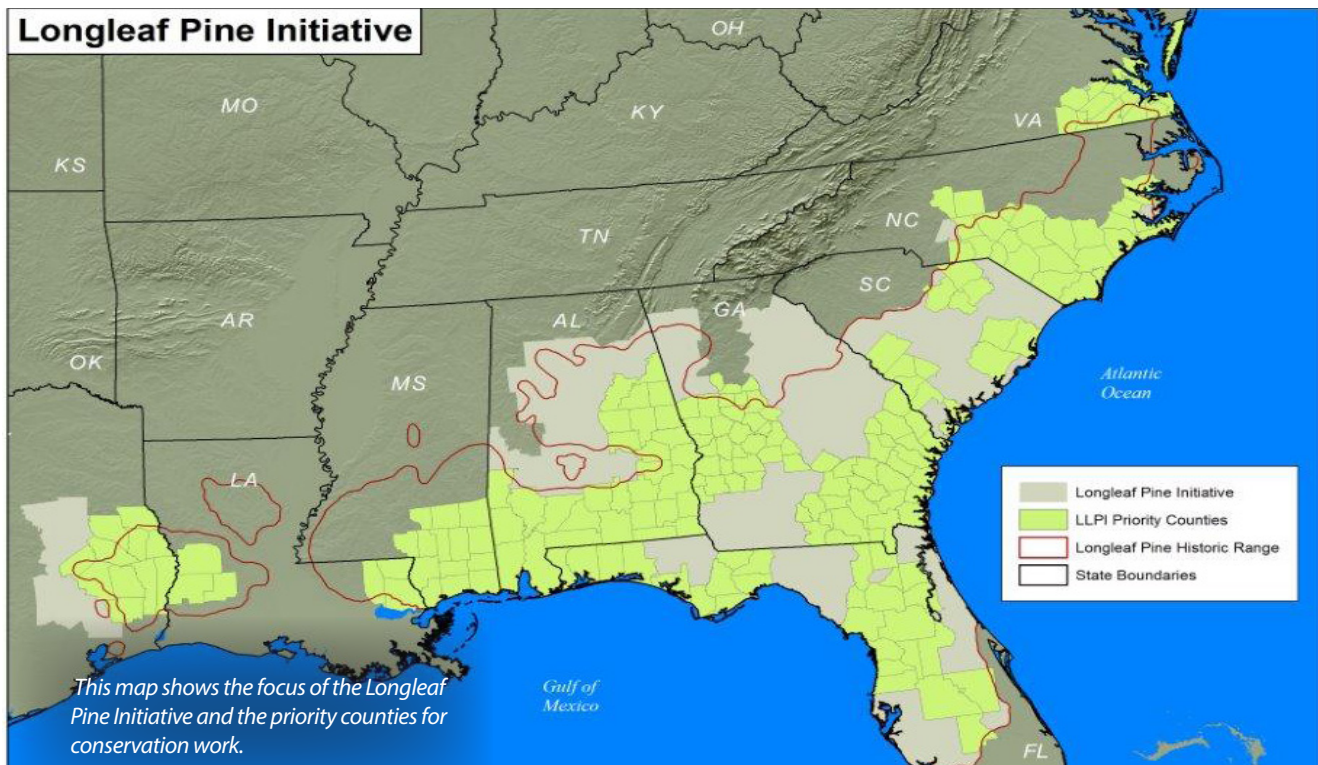 Longleaf Pine Initiative
OH
MO
KY
VA
KS
NC
TN
SC
GA
AL
AR
OK
MS
Atlantic
Ocean
LA
Longleaf Pine Initiative
LLPI Priority Counties
Longleaf Pine Historic Range
State Boundaries
This map shows the focus of the Longleaf
Pine Initiative and the priority counties for
conservation work.
Gulf of
Mexico
FL